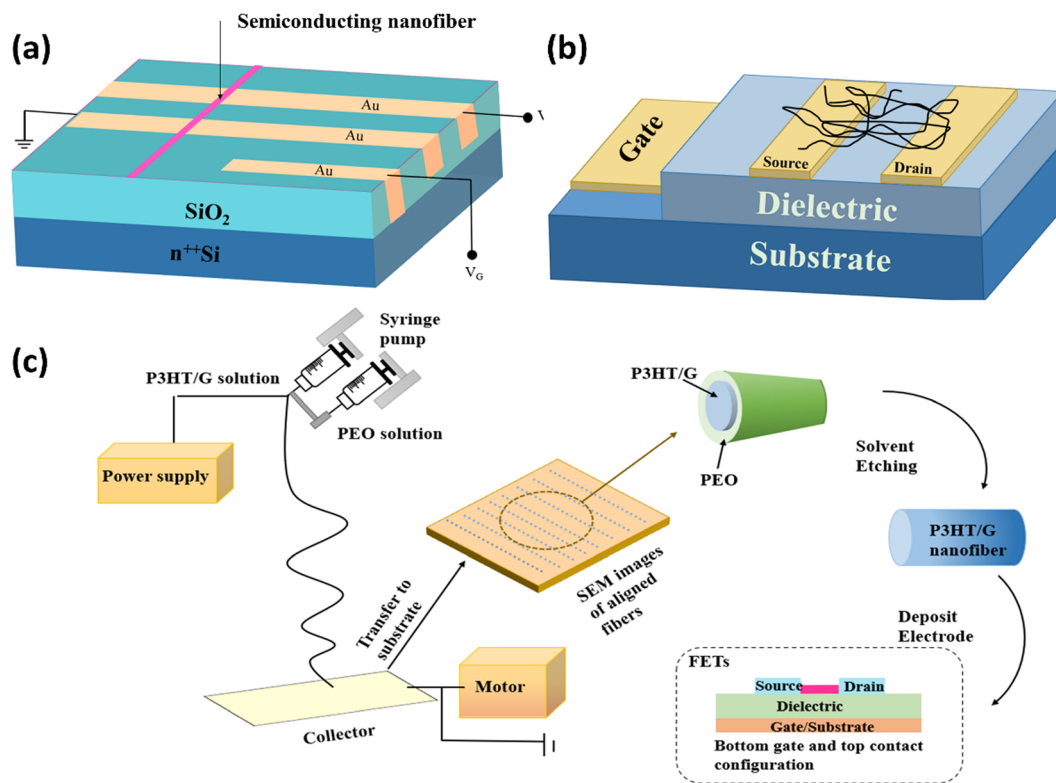 Semiconducting nanofiber
(a)
Au
V
Au
Au
SiO₂
n⁺⁺Si
V_G
(b)
Gate
Source
Drain
Dielectric
Substrate
(c)
Syringe
pump
P3HT/G solution
PEO solution
Power supply
P3HT/G
PEO
Solvent
Etching
P3HT/G
nanofiber
SEM images
of aligned
fibers
Transfer to
substrate
Motor
Collector
Deposit
Electrode
FETs
Source
Drain
Dielectric
Gate/Substrate
Bottom gate and top contact
configuration